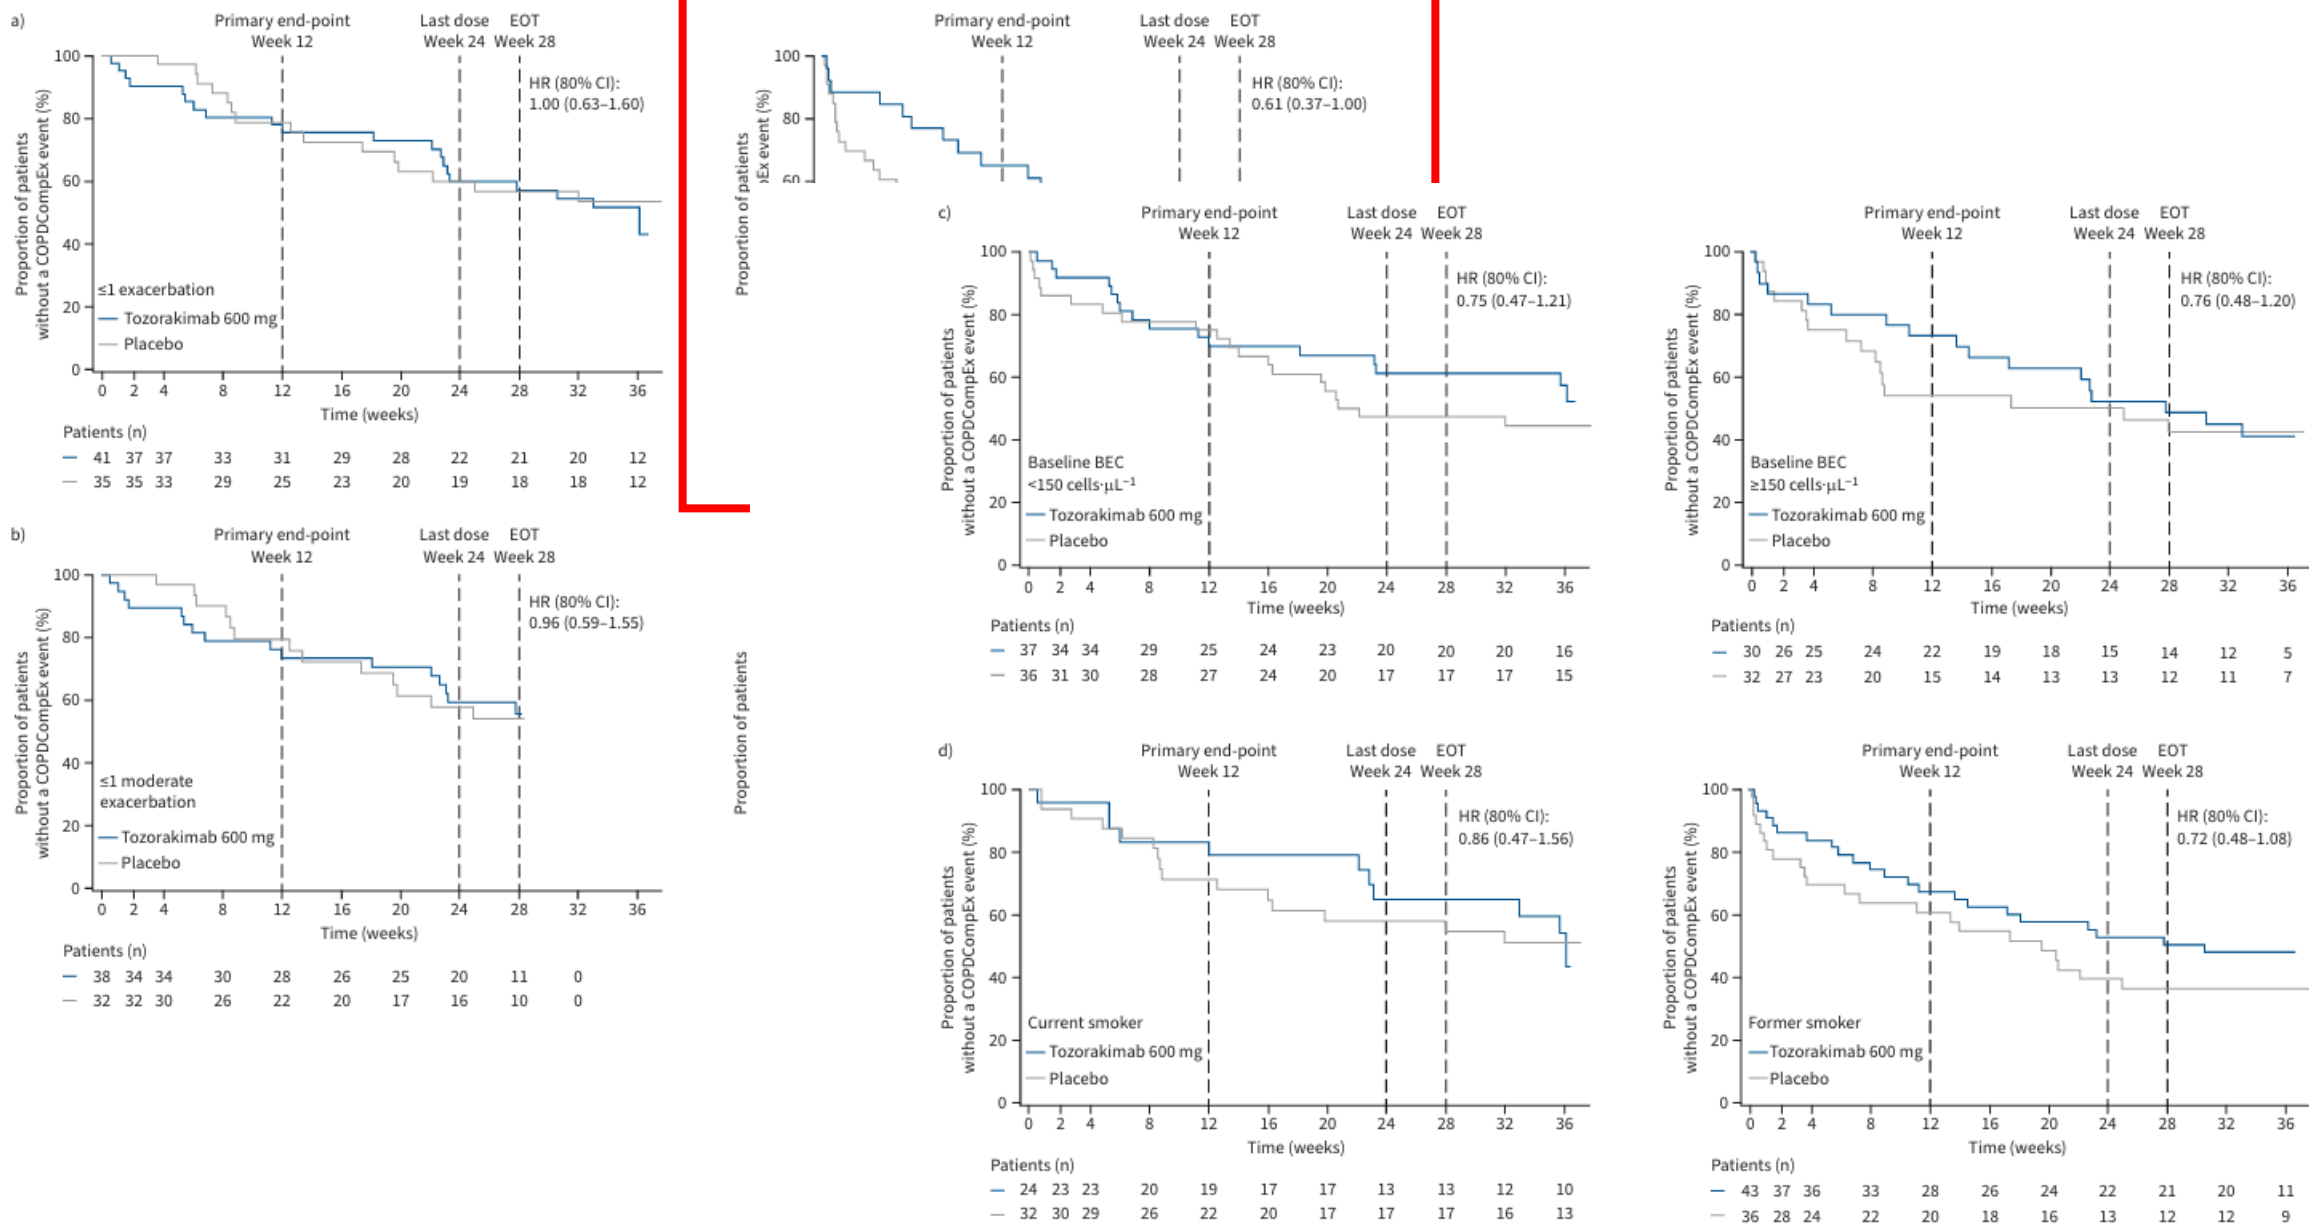 a)
Primary end-point
Week 12
Last dose
Week 24
EOT
Week 28
HR (80% CI):
1.00 (0.63–1.60)
Proportion of patients
without a COPDCompEx event (%)
100
80
60
40
20
0
≤1 exacerbation
Tozorakimab 600 mg
Placebo
0 2 4 8 12 16 20 24 28 32 36
Time (weeks)
Patients (n)
41 37 37 33 31 29 28 22 21 20 12
35 35 33 29 25 23 20 19 18 18 12
Primary end-point
Week 12
Last dose
Week 24
EOT
Week 28
HR (80% CI):
0.61 (0.37–1.00)
Proportion of patients
pEx event (%)
100
80
60
b)
Primary end-point
Week 12
Last dose
Week 24
EOT
Week 28
HR (80% CI):
0.96 (0.59–1.55)
Proportion of patients
without a COPDCompEx event (%)
100
80
60
40
20
0
≤1 moderate
exacerbation
Tozorakimab 600 mg
Placebo
0 2 4 8 12 16 20 24 28 32 36
Time (weeks)
Patients (n)
38 34 34 30 28 26 25 20 11 0
32 32 30 26 22 20 17 16 10 0
Proportion of patients
c)
Primary end-point
Week 12
Last dose
Week 24
EOT
Week 28
HR (80% CI):
0.75 (0.47–1.21)
Proportion of patients
without a COPDCompEx event (%)
100
80
60
40
20
0
Baseline BEC
<150 cells·μL⁻¹
Tozorakimab 600 mg
Placebo
0 2 4 8 12 16 20 24 28 32 36
Time (weeks)
Patients (n)
37 34 34 29 25 24 23 20 20 20 16
36 31 30 28 27 24 20 17 17 17 15
Primary end-point
Week 12
Last dose
Week 24
EOT
Week 28
HR (80% CI):
0.76 (0.48–1.20)
Proportion of patients
without a COPDCompEx event (%)
100
80
60
40
20
0
Baseline BEC
≥150 cells·μL⁻¹
Tozorakimab 600 mg
Placebo
0 2 4 8 12 16 20 24 28 32 36
Time (weeks)
Patients (n)
30 26 25 24 22 19 18 15 14 12 5
32 27 23 20 15 14 13 13 12 11 7
d)
Primary end-point
Week 12
Last dose
Week 24
EOT
Week 28
HR (80% CI):
0.86 (0.47–1.56)
Proportion of patients
without a COPDCompEx event (%)
100
80
60
40
20
0
Current smoker
Tozorakimab 600 mg
Placebo
0 2 4 8 12 16 20 24 28 32 36
Time (weeks)
Patients (n)
24 23 23 20 19 17 17 13 13 12 10
32 30 29 26 22 20 17 17 17 16 13
Primary end-point
Week 12
Last dose
Week 24
EOT
Week 28
HR (80% CI):
0.72 (0.48–1.08)
Proportion of patients
without a COPDCompEx event (%)
100
80
60
40
20
0
Former smoker
Tozorakimab 600 mg
Placebo
0 2 4 8 12 16 20 24 28 32 36
Time (weeks)
Patients (n)
43 37 36 33 28 26 24 22 21 20 11
36 28 24 22 20 18 16 13 12 12 9